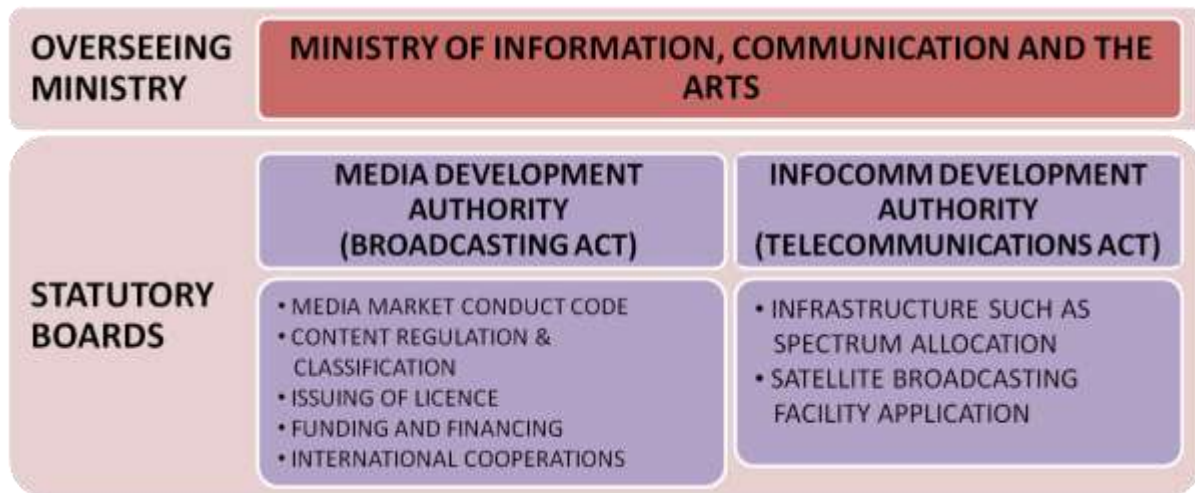 OVERSEEING
MINISTRY
MINISTRY OF INFORMATION, COMMUNICATION AND THE
ARTS
STATUTORY
BOARDS
MEDIA DEVELOPMENT
AUTHORITY
(BROADCASTING ACT)
• MEDIA MARKET CONDUCT CODE
• CONTENT REGULATION &
CLASSIFICATION
• ISSUING OF LICENCE
• FUNDING AND FINANCING
• INTERNATIONAL COOPERATIONS
INFOCOMM DEVELOPMENT
AUTHORITY
(TELECOMMUNICATIONS ACT)
• INFRASTRUCTURE SUCH AS
SPECTRUM ALLOCATION
• SATELLITE BROADCASTING
FACILITY APPLICATION